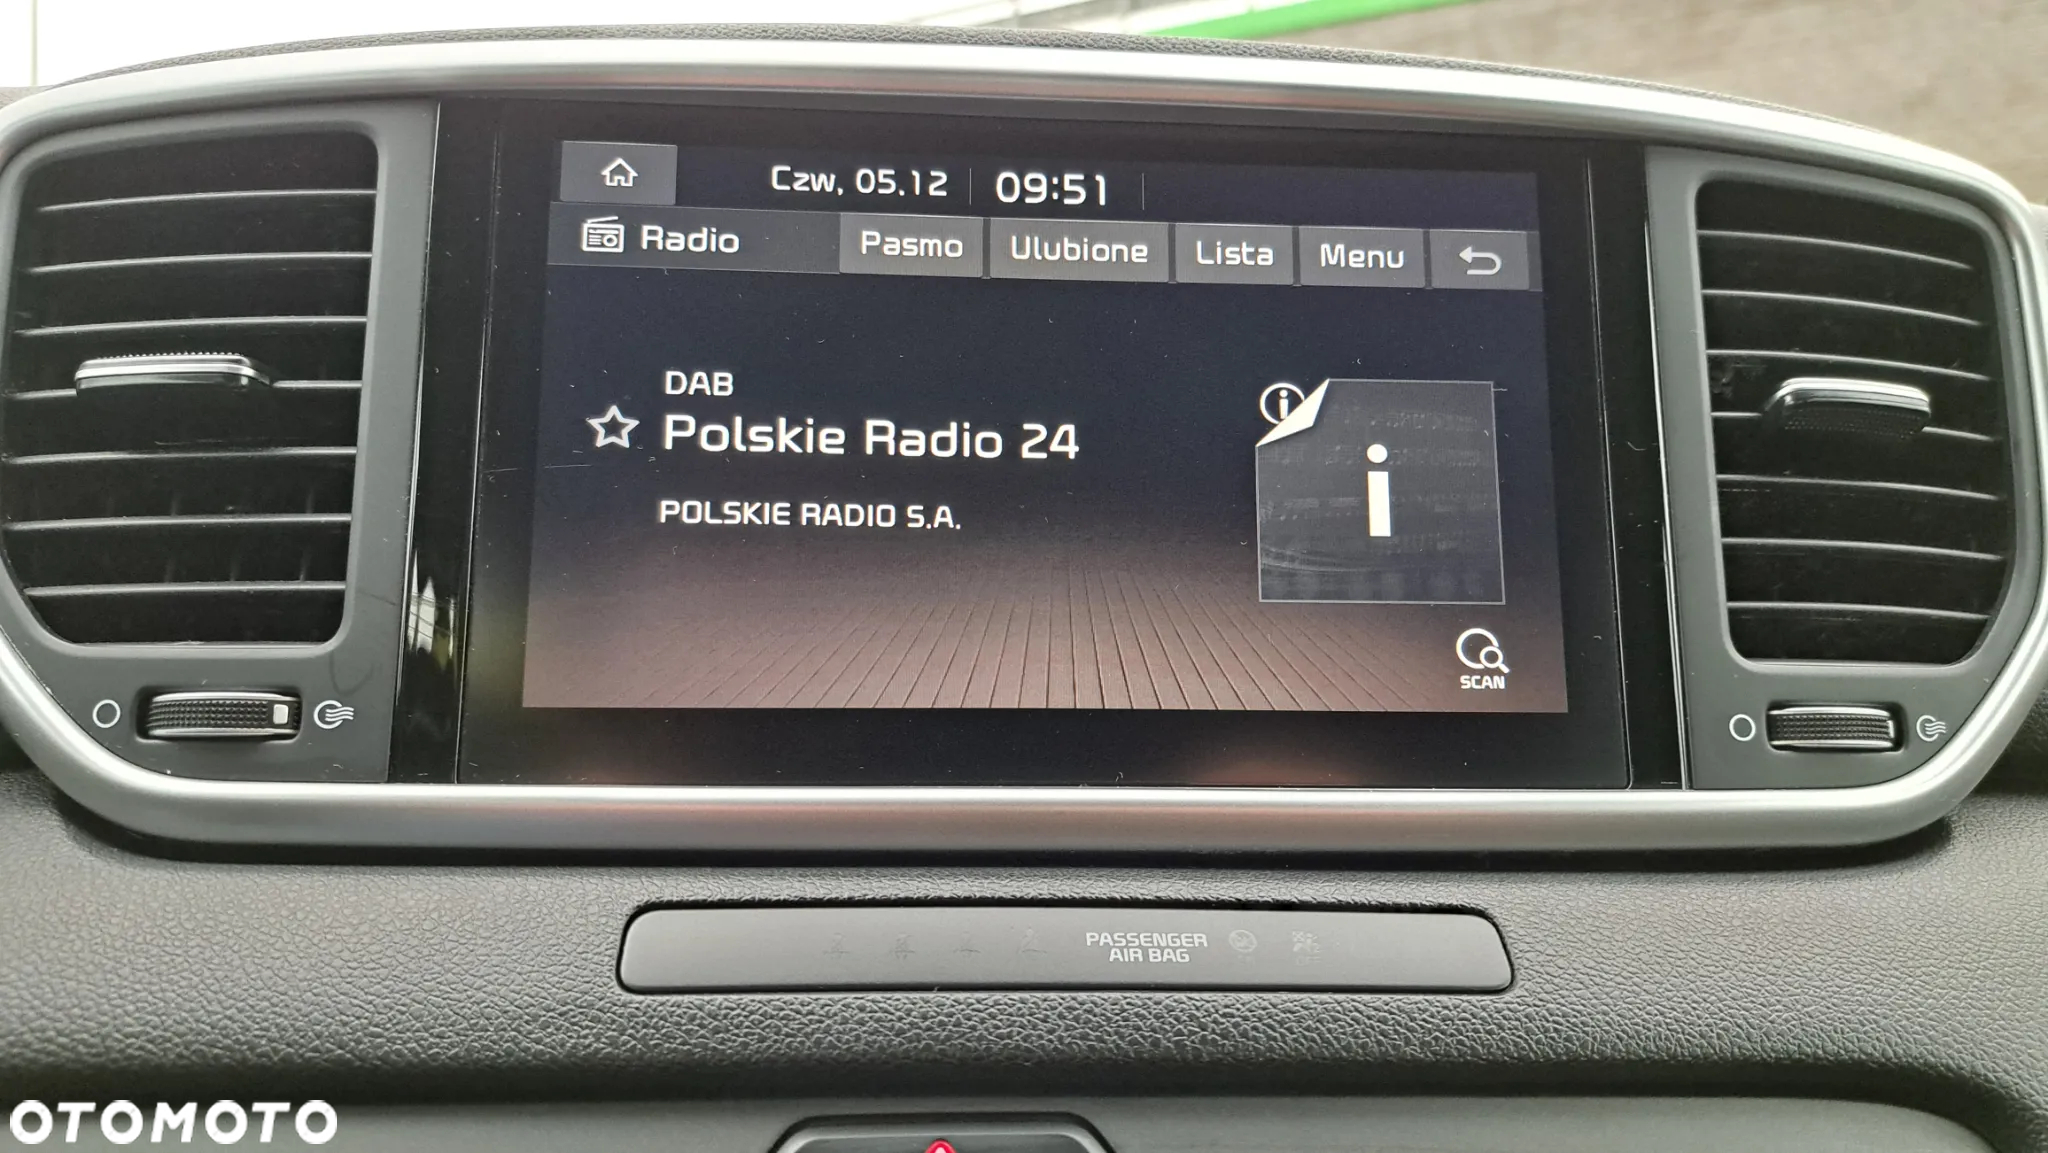 Czw, 05.12 09:51
Radio Pasmo Ulubione Lista Menu
DAB
Polskie Radio 24
POLSKIE RADIO S.A.
i
i
SCAN
PASSENGER
AIR BAG
OTOMOTO